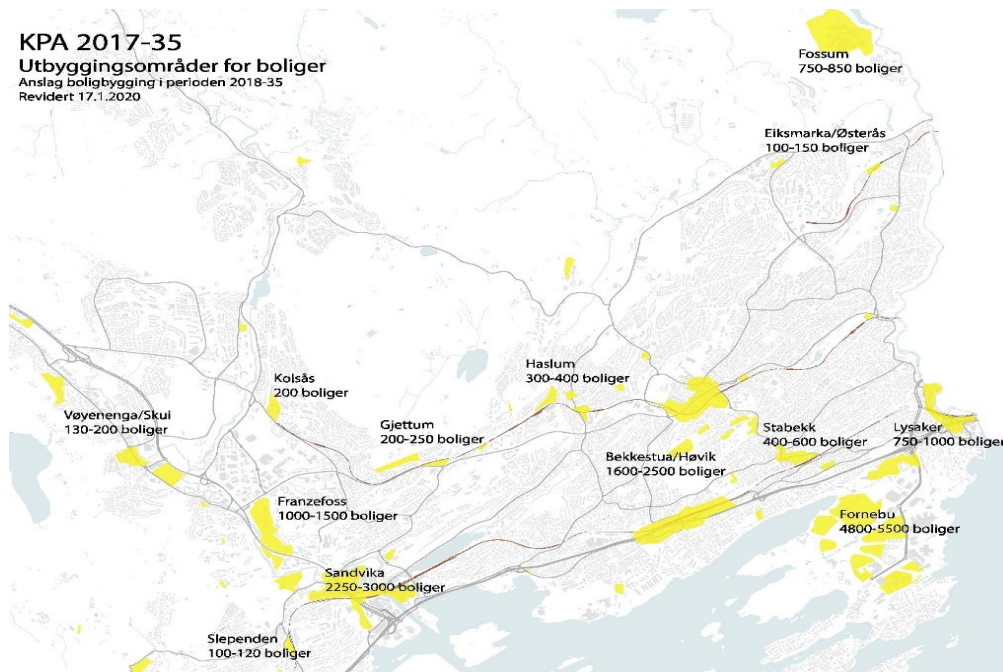 KPA 2017-35
Utbyggingsområder for boliger
Anslag boligbygging i perioden 2018-35
Revidert 17.1.2020
Fossum
750-850 boliger
Eiksmarka/Østerås
100-150 boliger
Haslum
300-400 boliger
Kolsås
200 boliger
Vøyenenga/Skui
130-200 boliger
Gjettum
200-250 boliger
Stabekk
400-600 boliger
Lysaker
750-1000 boliger
Bekkestua/Høvik
1600-2500 boliger
Franzefoss
1000-1500 boliger
Fornebu
4800-5500 boliger
Sandvika
2250-3000 boliger
Slependen
100-120 boliger